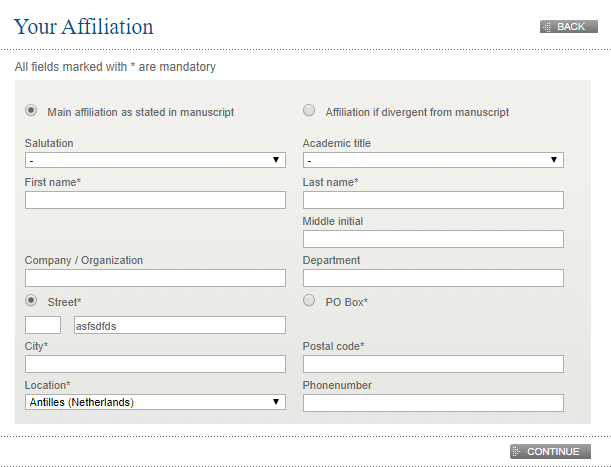 Your Affiliation
BACK
All fields marked with * are mandatory
Main affiliation as stated in manuscript
Affiliation if divergent from manuscript
Salutation
Academic title
-
-
First name*
Last name*
Middle initial
Company / Organization
Department
Street*
PO Box*
asfsdfds
City*
Postal code*
Location*
Phonenumber
Antilles (Netherlands)
CONTINUE